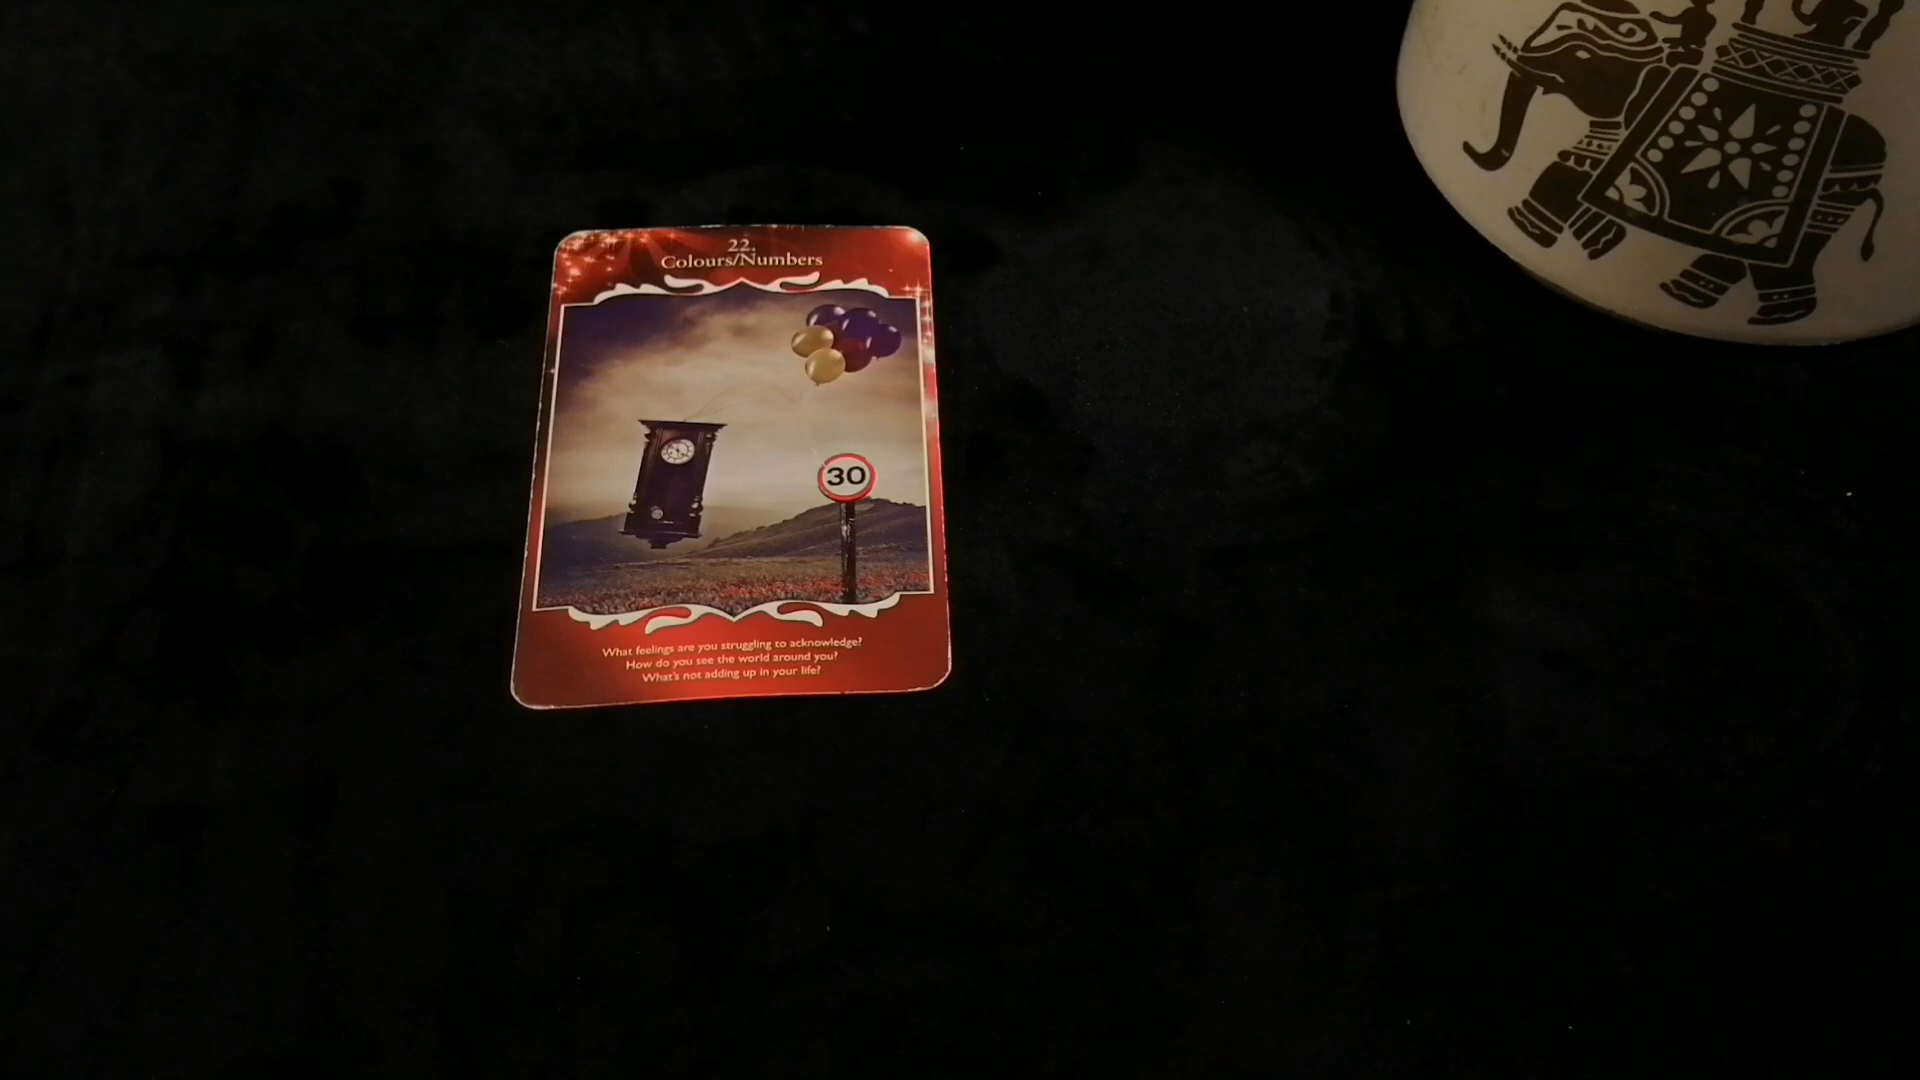 22.
Colours/Numbers
30
What feelings are you struggling to acknowledge?
How do you see the world around you?
What's not adding up in your life?